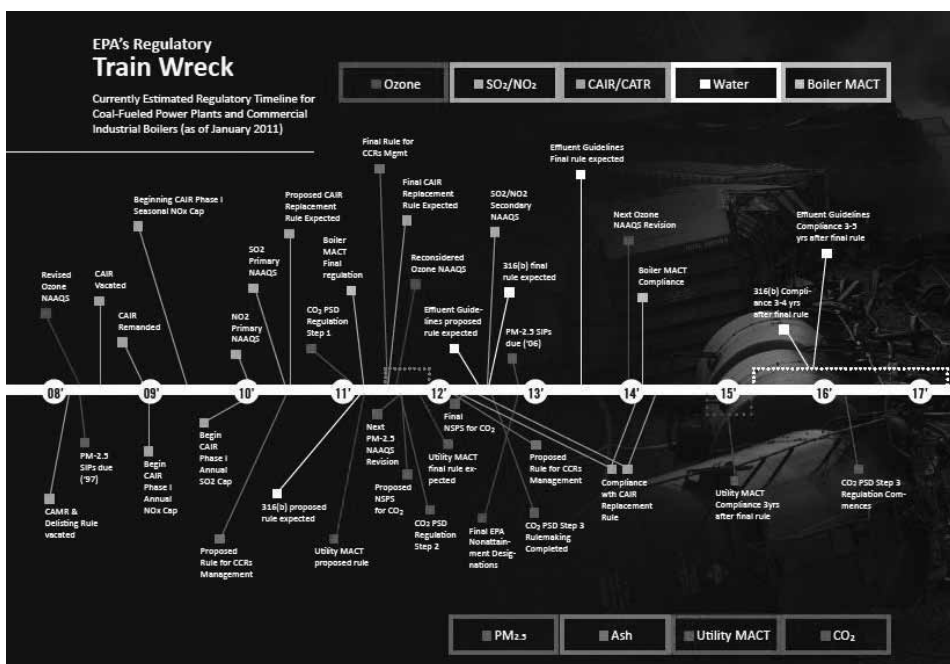 EPA's Regulatory
Train Wreck
Currently Estimated Regulatory Timeline for
Coal-Fueled Power Plants and Commercial
Industrial Boilers (as of January 2011)
Ozone
SO₂/NO₂
CAIR/CATR
Water
Boiler MACT
Final Rule for
CCRs Mgmt
Effluent Guidelines
Final rule expected
Beginning CAIR Phase I
Seasonal NOx Cap
Proposed CAIR
Replacement
Rule Expected
Final CAIR
Replacement
Rule Expected
SO2/NO2
Secondary
NAAQS
Next Ozone
NAAQS Revision
Effluent Guidelines
Compliance 3-5
yrs after final rule
Revised
Ozone
NAAQS
CAIR
Vacated
SO2
Primary
NAAQS
Boiler
MACT
Final
regulation
Reconsidered
Ozone NAAQS
316(b) final
rule expected
Boiler MACT
Compliance
316(b) Compli-
ance 3-4 yrs
after final rule
CAIR
Remanded
NO2
Primary
NAAQS
CO₂ PSD
Regulation
Step 1
Effluent Guide-
lines proposed
rule expected
PM-2.5 SIPs
due ('06)
08'
09'
10'
11'
12'
13'
14'
15'
16'
17'
PM-2.5
SIPs due
('97)
CAMR &
Delisting Rule
vacated
Begin
CAIR
Phase I
Annual
NOx Cap
Begin
CAIR
Phase I
Annual
SO2 Cap
Proposed
Rule for CCRs
Management
316(b) proposed
rule expected
Utility MACT
proposed rule
Next
PM-2.5
NAAQS
Revision
Proposed
NSPS
for CO₂
CO₂ PSD
Regulation
Step 2
Final
NSPS for CO₂
Utility MACT
final rule ex-
pected
Final EPA
Nonattain-
ment Desig-
nations
Proposed
Rule for CCRs
Management
CO₂ PSD Step 3
Rulemaking
Completed
Compliance
wth CAIR
Replacement
Rule
Utility MACT
Compliance 3yrs
after final rule
CO₂ PSD Step 3
Regulation Com-
mences
PM₂.₅
Ash
Utility MACT
CO₂